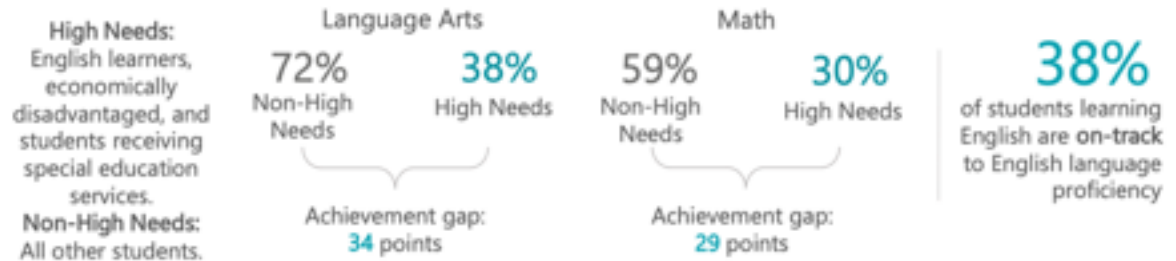 High Needs:
English learners,
economically
disadvantaged, and
students receiving
special education
services.
Non-High Needs:
All other students.
Language Arts
72%
Non-High
Needs
38%
High Needs
Achievement gap:
34 points
Math
59%
Non-High
Needs
30%
High Needs
Achievement gap:
29 points
38%
of students learning
English are on-track
to English language
proficiency